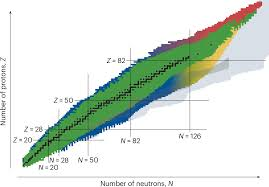 Number of protons, Z
Z = 82
Z = 50
Z = 28
Z = 20
N = 126
N = 82
N = 50
N = 28
N = 20
Number of neutrons, N